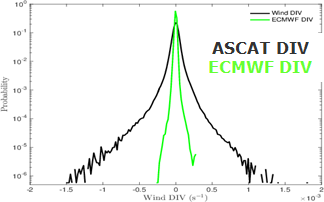 10^0
Wind DIV
ECMWF DIV
10^-1
ASCAT DIV
ECMWF DIV
10^-2
Probability
10^-3
10^-4
10^-5
10^-6
-2 -1.5 -1 -0.5 0 0.5 1 1.5 2
Wind DIV (s^-1) ×10^-3